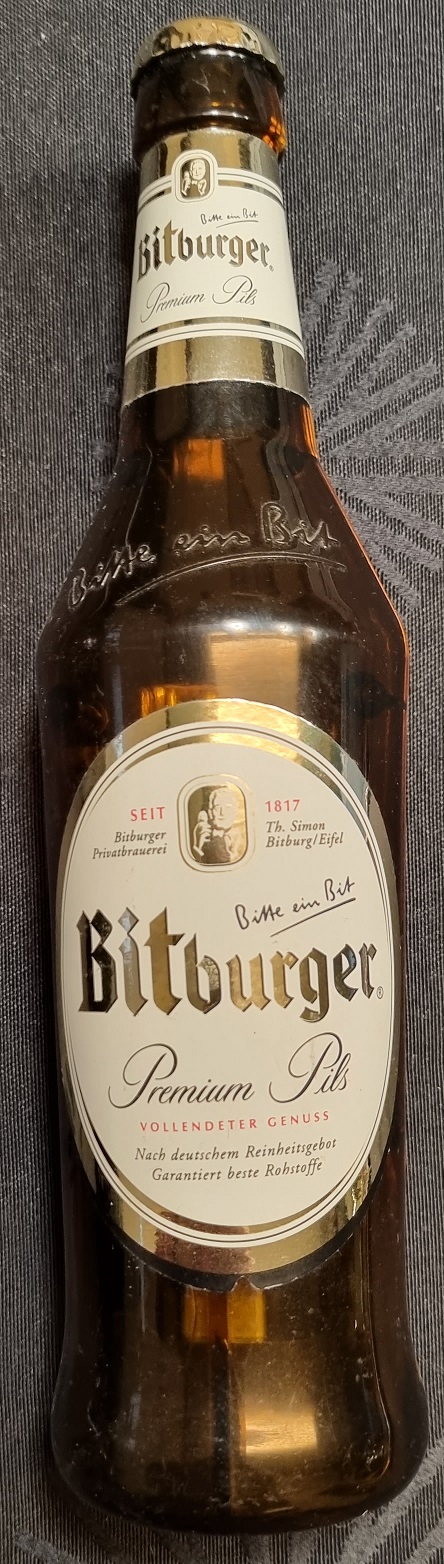 Bitte ein Bit
Bitburger®
Premium Pils
Bitte ein Bit
SEIT 1817
Bitburger Th. Simon
Privatbrauerei Bitburg/Eifel
Bitte ein Bit
Bitburger®
Premium Pils
VOLLENDETER GENUSS
Nach deutschem Reinheitsgebot
Garantiert beste Rohstoffe